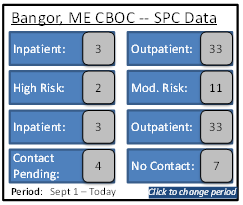 Bangor, ME CBOC -- SPC Data
Inpatient: 3 Outpatient: 33
High Risk: 2 Mod. Risk: 11
Inpatient: 3 Outpatient: 33
Contact Pending: 4 No Contact: 7
Period: Sept 1 – Today Click to change period